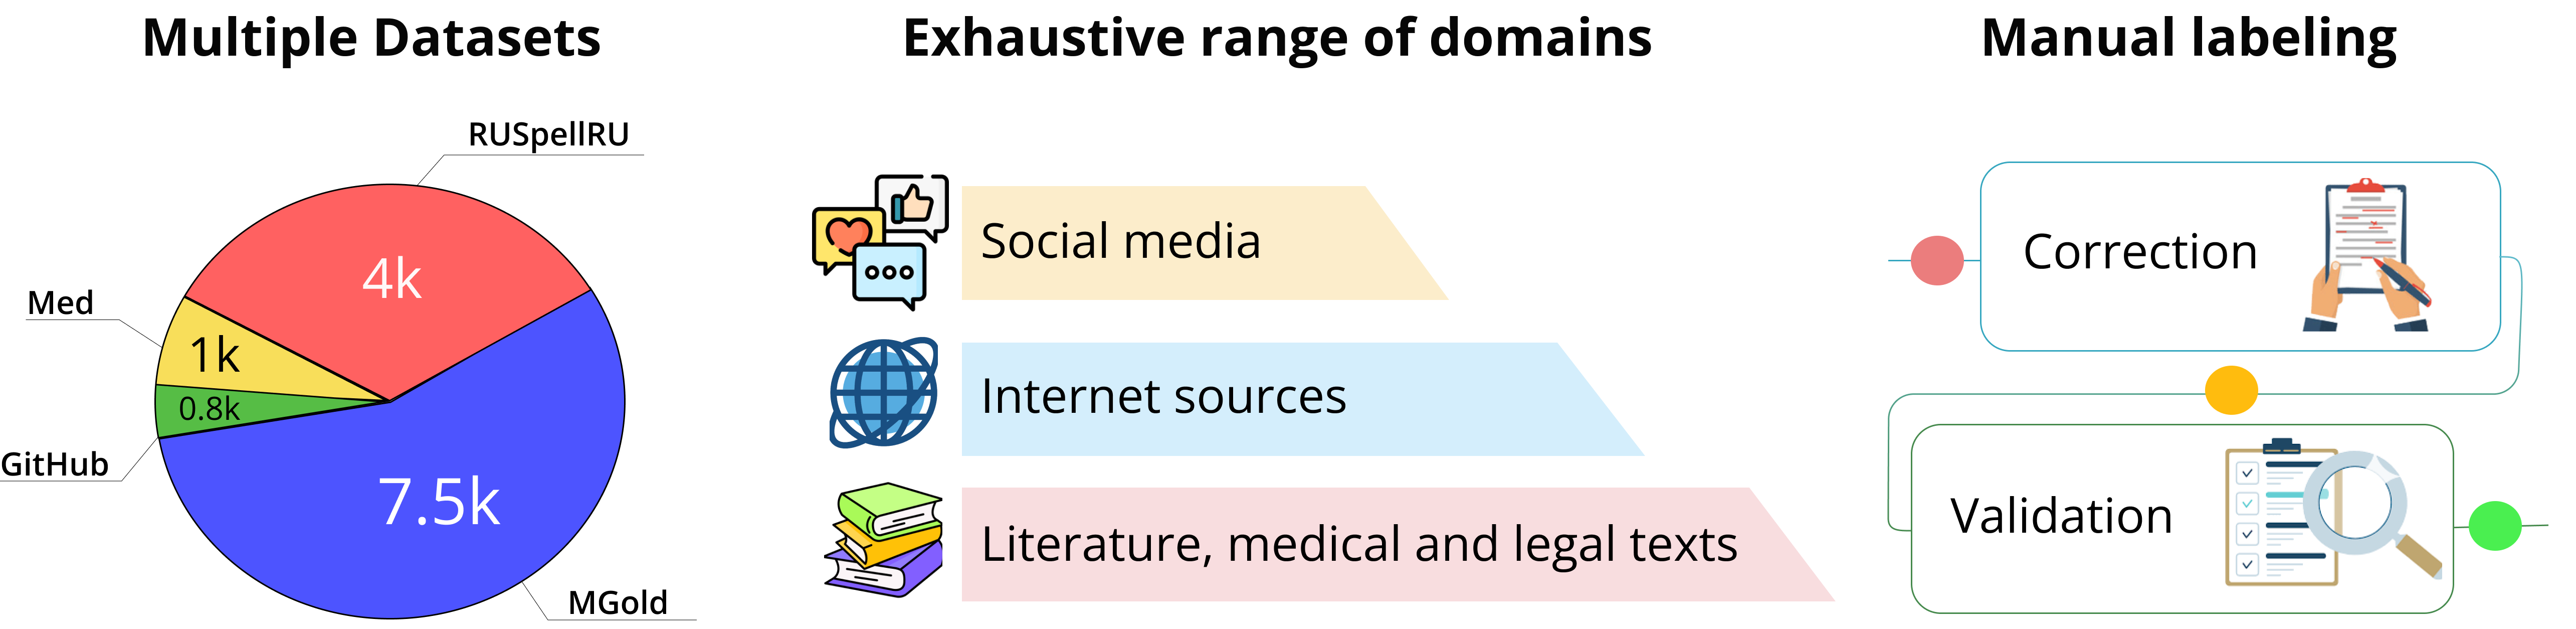 Multiple Datasets
RUSpellRU
4k
Med
1k
0.8k
GitHub
7.5k
MGold
Exhaustive range of domains
Social media
Internet sources
Literature, medical and legal texts
Manual labeling
Correction
Validation